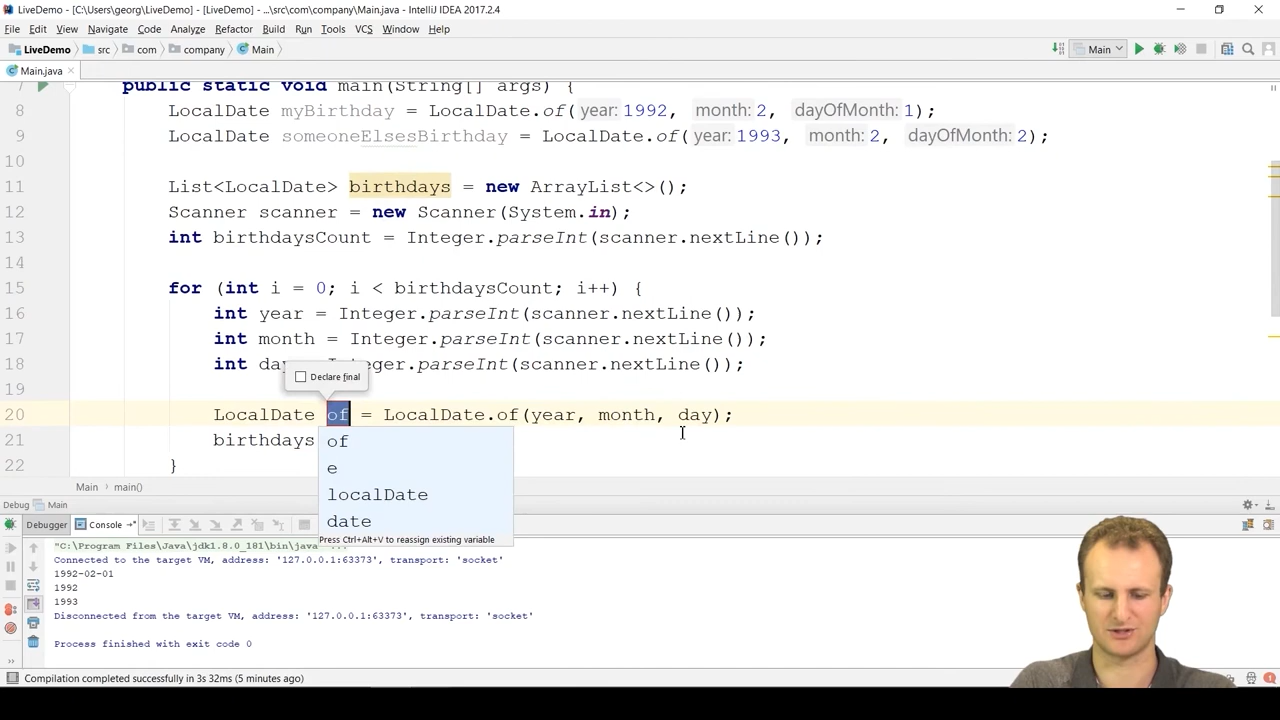 LiveDemo - [C:\Users\georg\LiveDemo] - [LiveDemo] - ...\src\com\company\Main.java - IntelliJ IDEA 2017.2.4
File Edit View Navigate Code Analyze Refactor Build Run Tools VCS Window Help
LiveDemo src com company Main Main
Main.java
7 public static void main(String[] args) {
8 LocalDate myBirthday = LocalDate.of( year: 1992, month: 2, dayOfMonth: 1);
9 LocalDate someoneElsesBirthday = LocalDate.of( year: 1993, month: 2, dayOfMonth: 2);
10
11 List<LocalDate> birthdays = new ArrayList<>();
12 Scanner scanner = new Scanner(System.in);
13 int birthdaysCount = Integer.parseInt(scanner.nextLine());
14
15 for (int i = 0; i < birthdaysCount; i++) {
16 int year = Integer.parseInt(scanner.nextLine());
17 int month = Integer.parseInt(scanner.nextLine());
18 int day Integer.parseInt(scanner.nextLine());
Declare final
19
20 LocalDate of = LocalDate.of(year, month, day);
21 birthdays
of
22 }
e
localDate
date
Press Ctrl+Alt+V to reassign existing variable
Main main()
Debug Main
Debugger Console
"C:\Program Files\Java\jdk1.8.0_181\bin\java" ...
Connected to the target VM, address: '127.0.0.1:63373', transport: 'socket'
1992-02-01
1992
1993
Disconnected from the target VM, address: '127.0.0.1:63373', transport: 'socket'
Process finished with exit code 0
Compilation completed successfully in 3s 32ms (5 minutes ago)